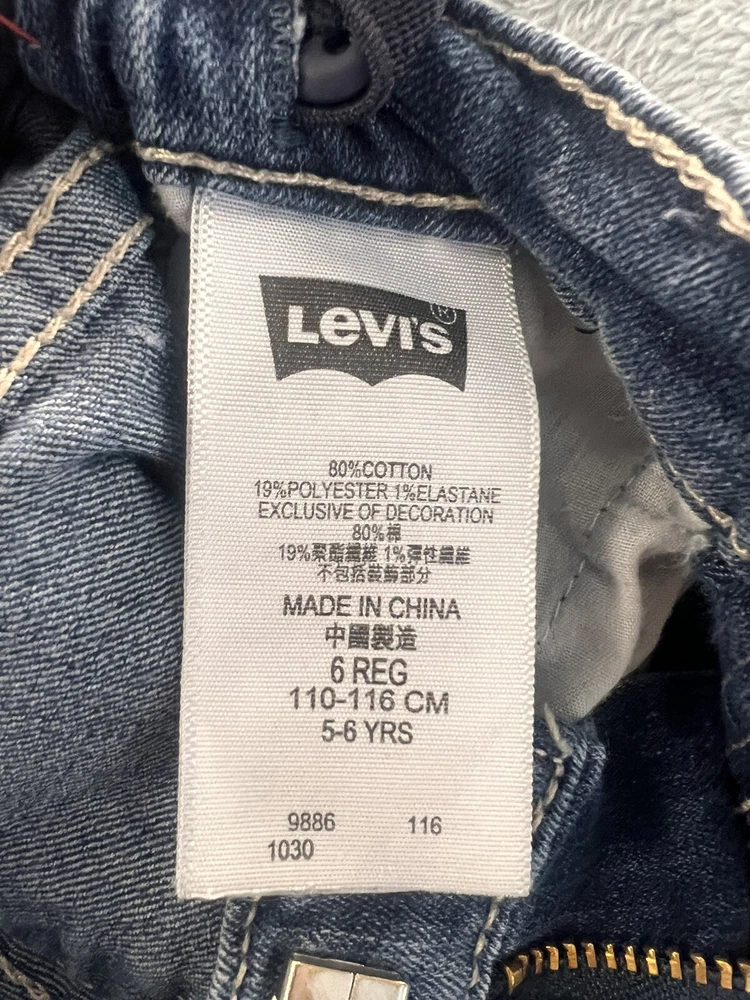 Levi's®
80%COTTON
19%POLYESTER 1%ELASTANE
EXCLUSIVE OF DECORATION
80%棉
19%聚酯纖維 1%彈性纖維
不包括裝飾部分
MADE IN CHINA
中國製造
6 REG
110-116 CM
5-6 YRS
9886 116
1030